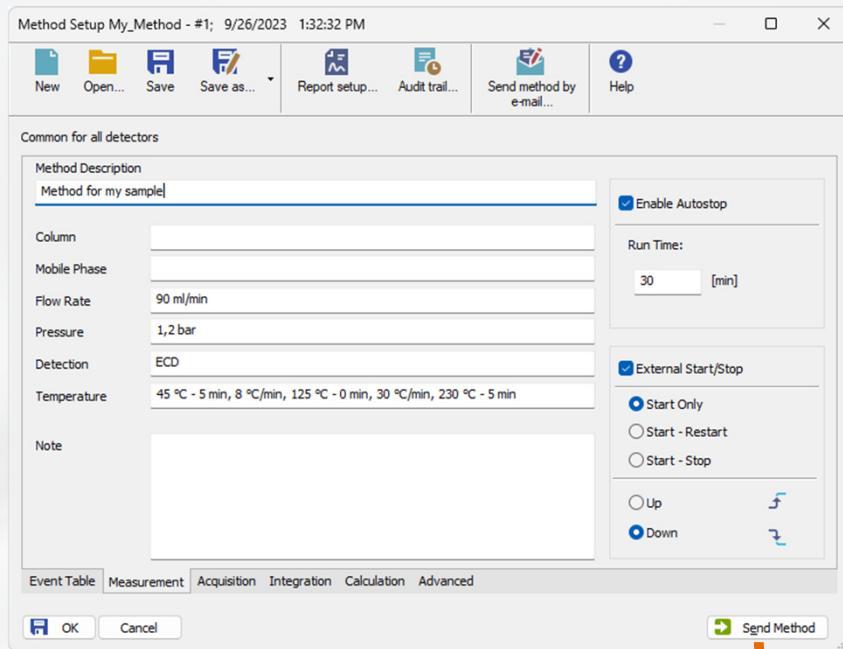 Method Setup My_Method - #1;   9/26/2023   1:32:32 PM
New
Open...
Save
Save as...
Report setup...
Audit trail...
Send method by
e-mail...
Help
Common for all detectors
Method Description
Method for my sample
Column
Mobile Phase
Flow Rate
90 ml/min
Pressure
1,2 bar
Detection
ECD
Temperature
45 °C - 5 min, 8 °C/min, 125 °C - 0 min, 30 °C/min, 230 °C - 5 min
Note
Enable Autostop
Run Time:
30 [min]
External Start/Stop
Start Only
Start - Restart
Start - Stop
Up
Down
Event Table Measurement Acquisition Integration Calculation Advanced
OK Cancel Send Method